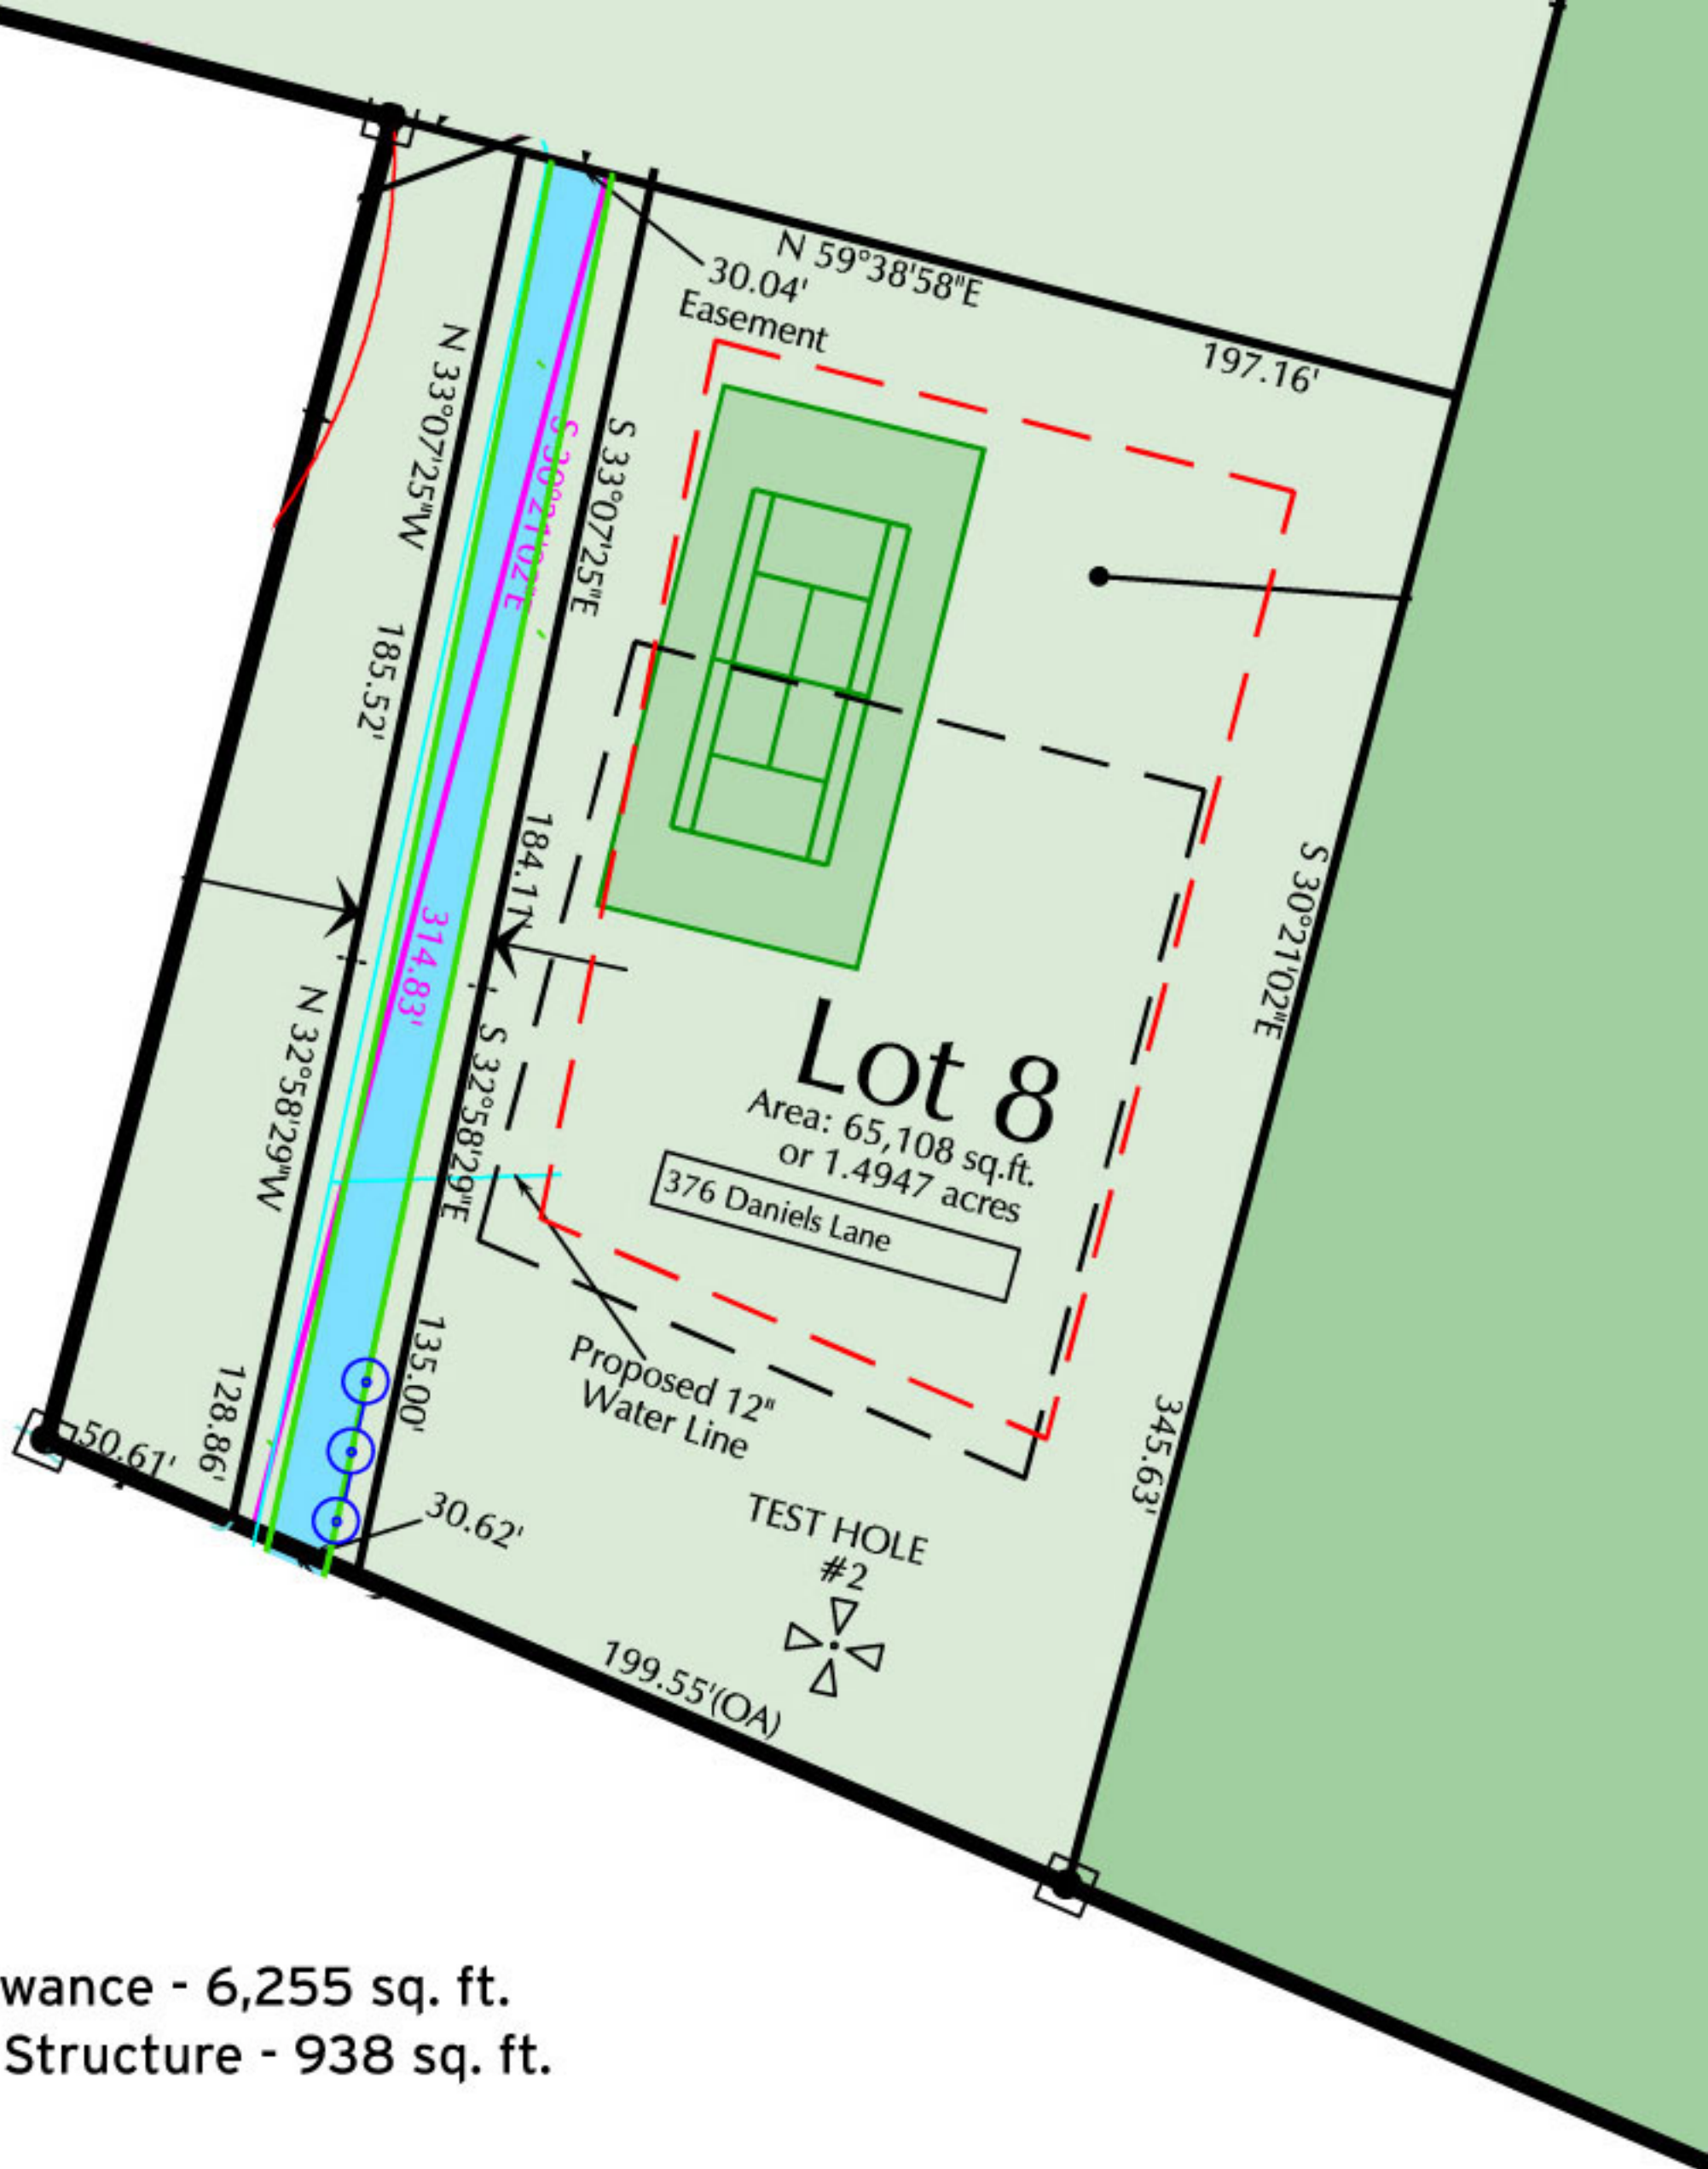 N 59°38'58"E
30.04'
Easement
197.16'
N 33°07'25"W
S 30°21'02"E
S 33°07'25"E
185.52'
184.11'
314.83'
S 30°21'02"E
N 32°58'29"W
S 32°58'29"E
Lot 8
Area: 65,108 sq.ft.
or 1.4947 acres
376 Daniels Lane
135.00'
128.86'
Proposed 12"
Water Line
345.63'
50.61'
30.62'
TEST HOLE
#2
199.55'(OA)
wance - 6,255 sq. ft.
Structure - 938 sq. ft.